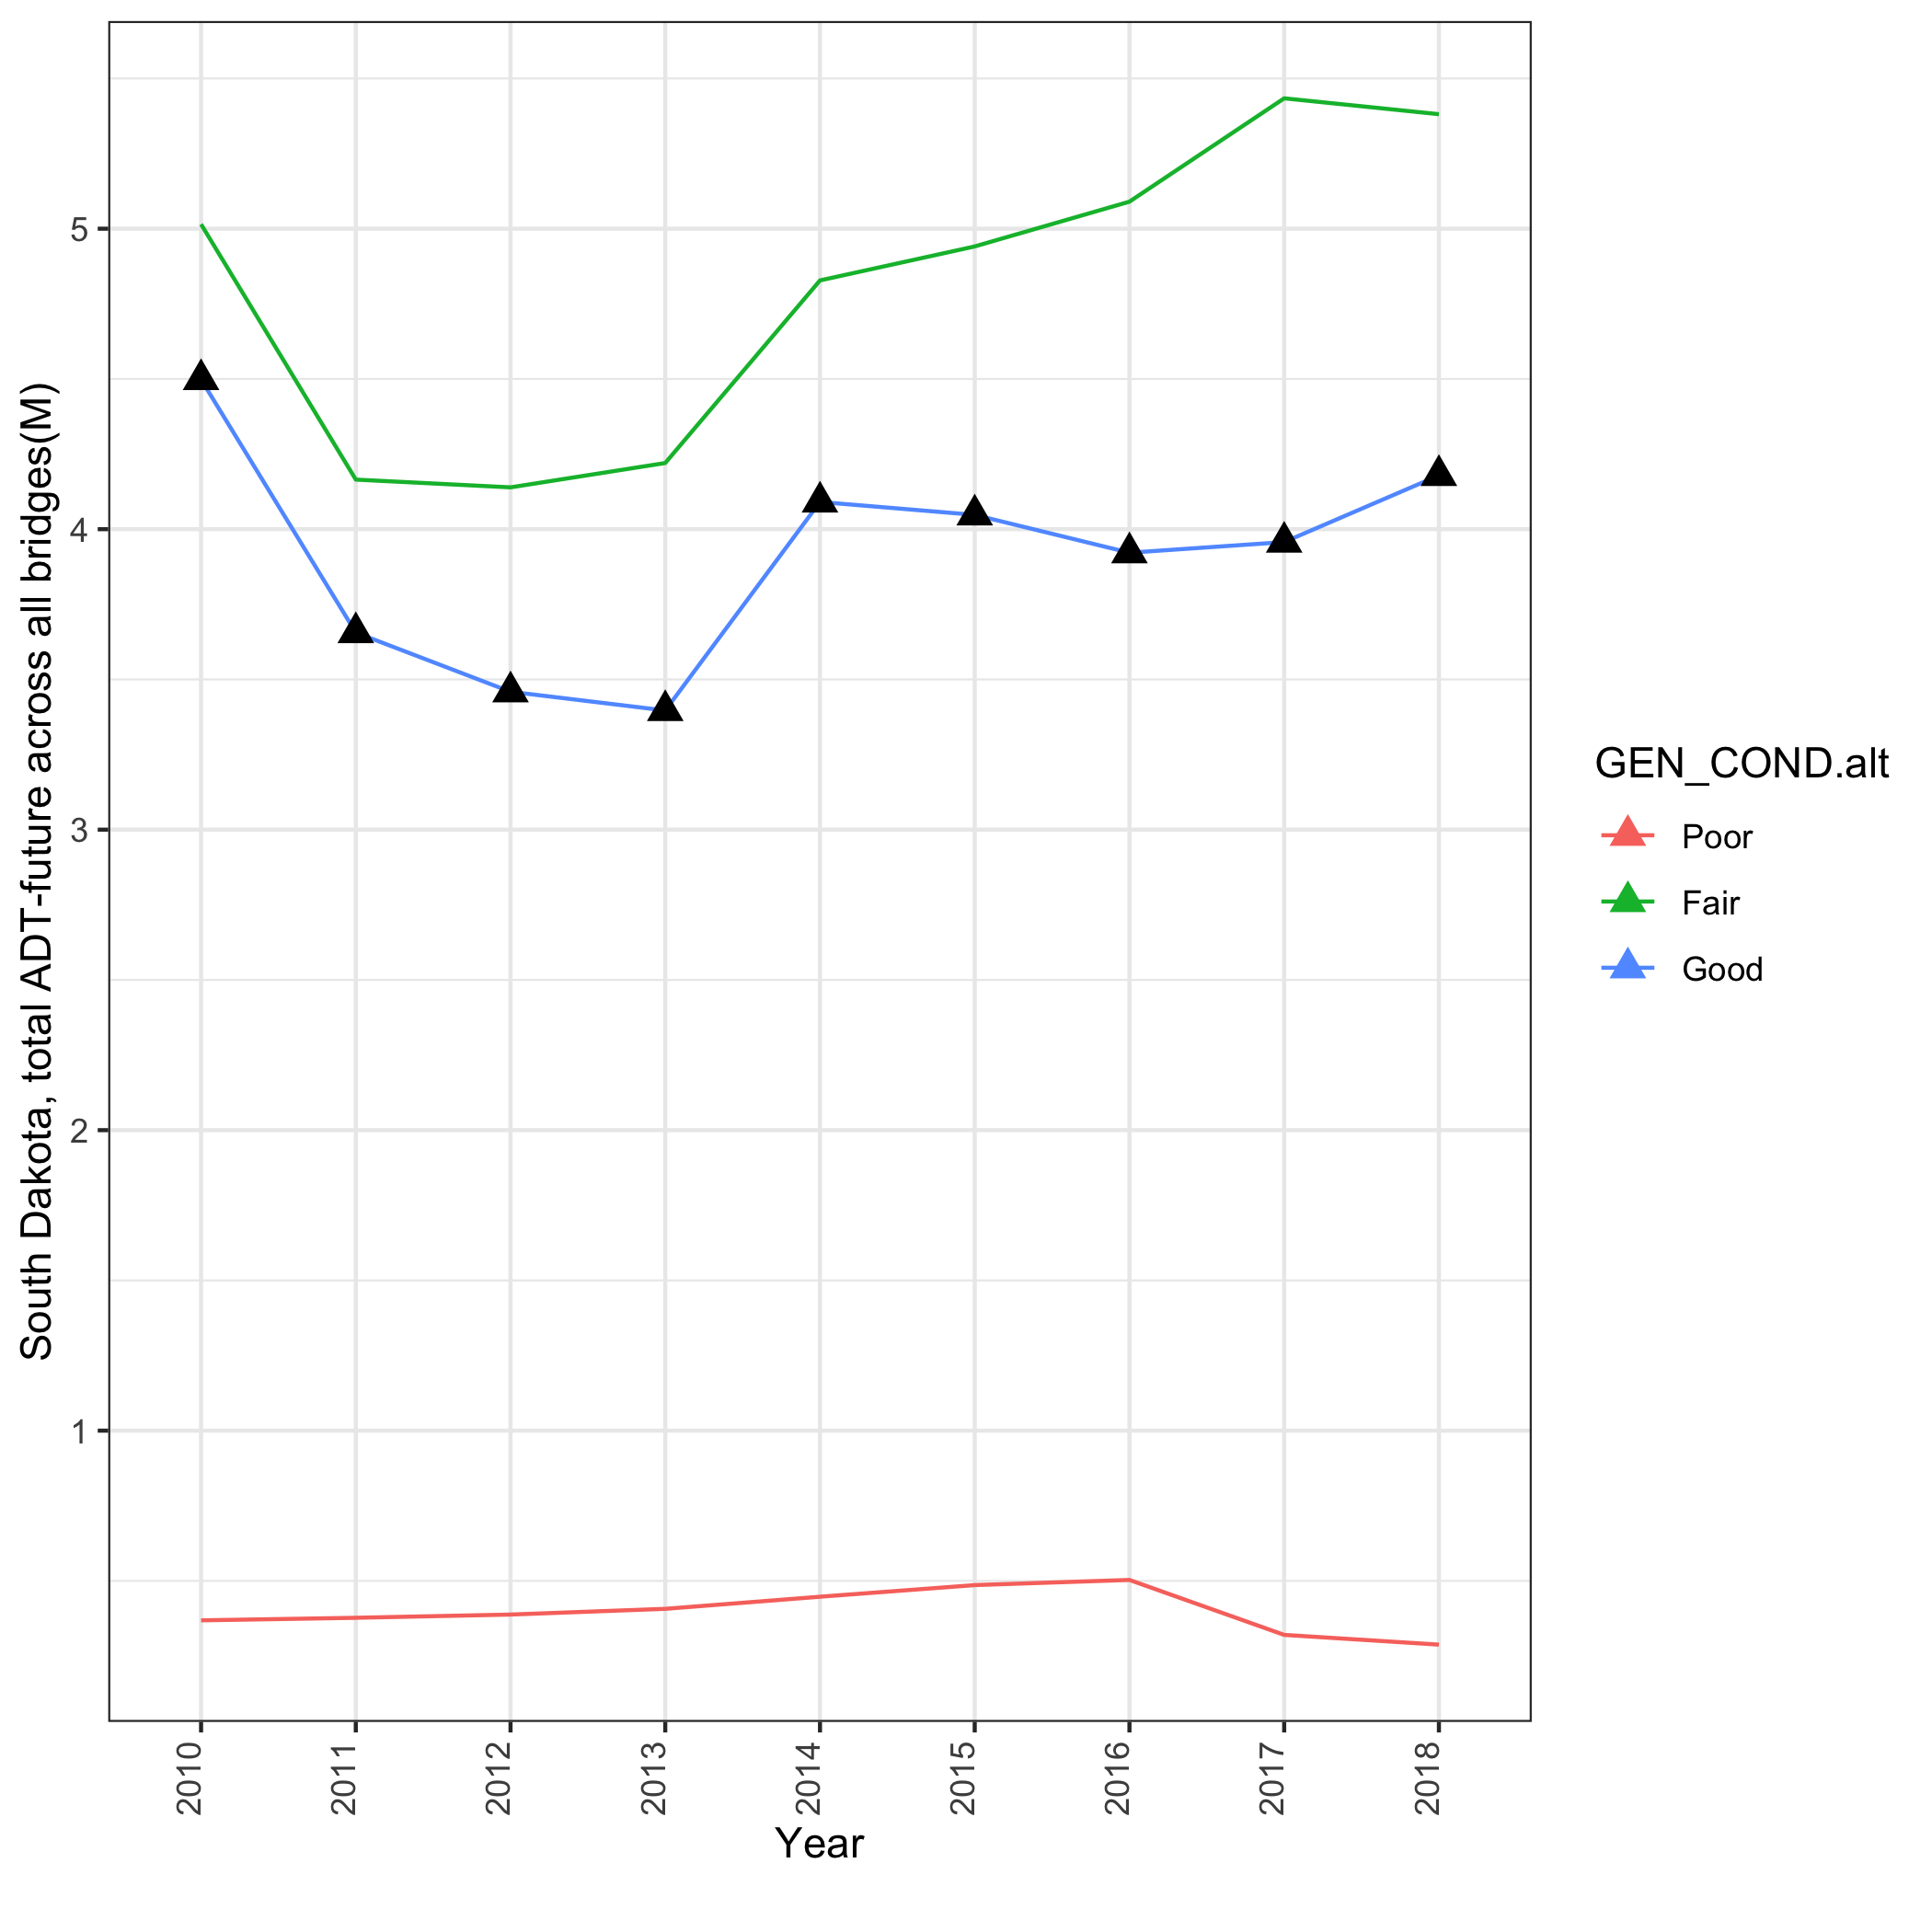 South Dakota, total ADT-future across all bridges(M)
5
4
3
2
1
2010
2011
2012
2013
2014
2015
2016
2017
2018
Year
GEN_COND.alt
Poor
Fair
Good